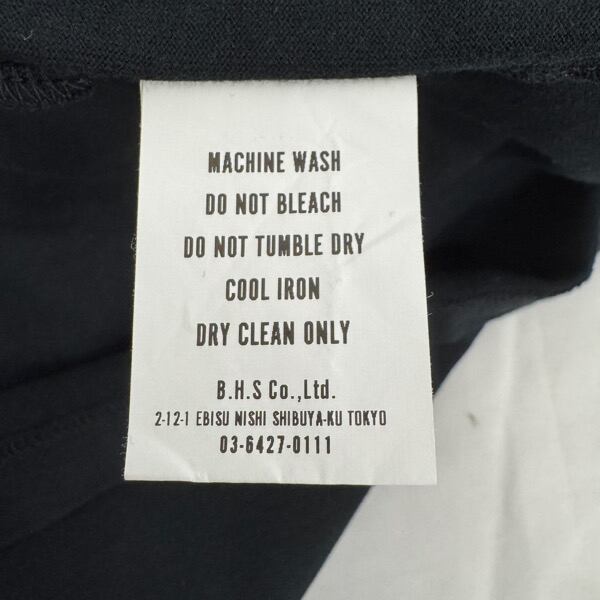 MACHINE WASH
DO NOT BLEACH
DO NOT TUMBLE DRY
COOL IRON
DRY CLEAN ONLY
B.H.S Co.,Ltd.
2-12-1 EBISU NISHI SHIBUYA-KU TOKYO
03-6427-0111